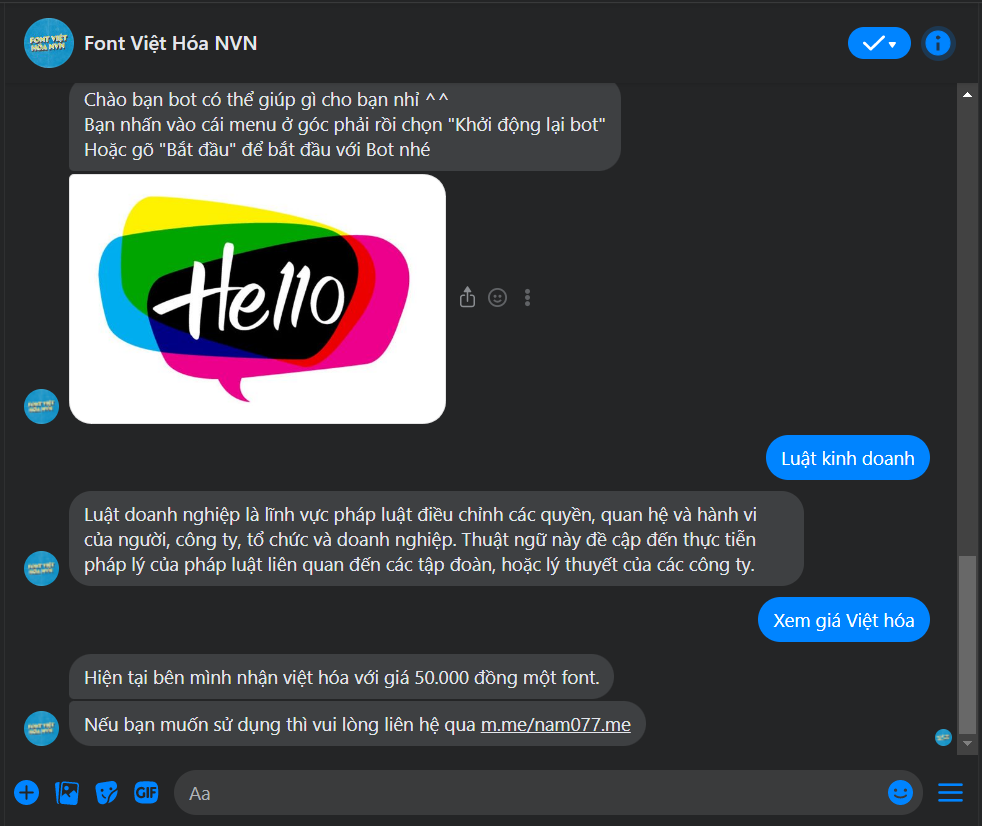 FONT VIỆT
HÓA NVN
Font Việt Hóa NVN
Chào bạn bot có thể giúp gì cho bạn nhỉ ^^
Bạn nhấn vào cái menu ở góc phải rồi chọn "Khởi động lại bot"
Hoặc gõ "Bắt đầu" để bắt đầu với Bot nhé
Hello
Luật kinh doanh
Luật doanh nghiệp là lĩnh vực pháp luật điều chỉnh các quyền, quan hệ và hành vi
của người, công ty, tổ chức và doanh nghiệp. Thuật ngữ này đề cập đến thực tiễn
pháp lý của pháp luật liên quan đến các tập đoàn, hoặc lý thuyết của các công ty.
Xem giá Việt hóa
Hiện tại bên mình nhận việt hóa với giá 50.000 đồng một font.
Nếu bạn muốn sử dụng thì vui lòng liên hệ qua m.me/nam077.me
GIF
Aa